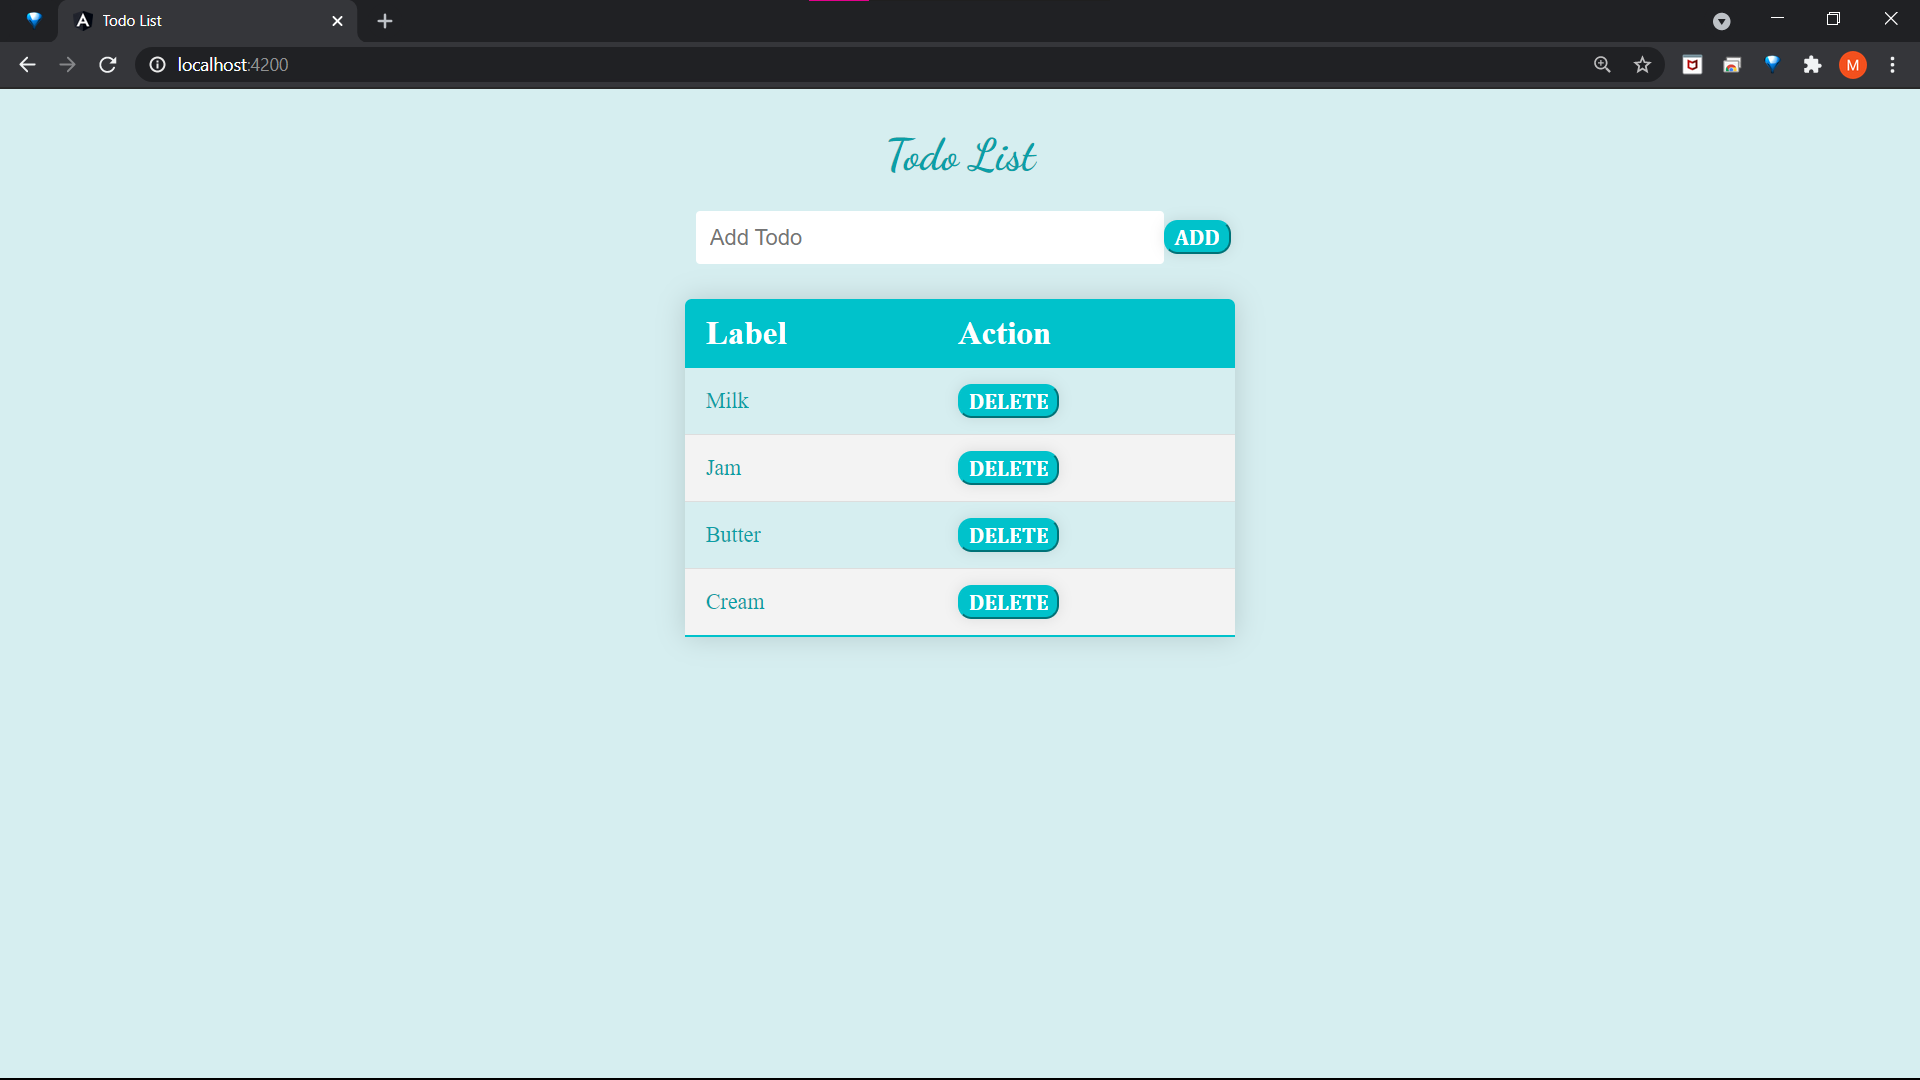 Todo List
localhost:4200
M
Todo List
Add Todo ADD
Label Action
Milk DELETE
Jam DELETE
Butter DELETE
Cream DELETE